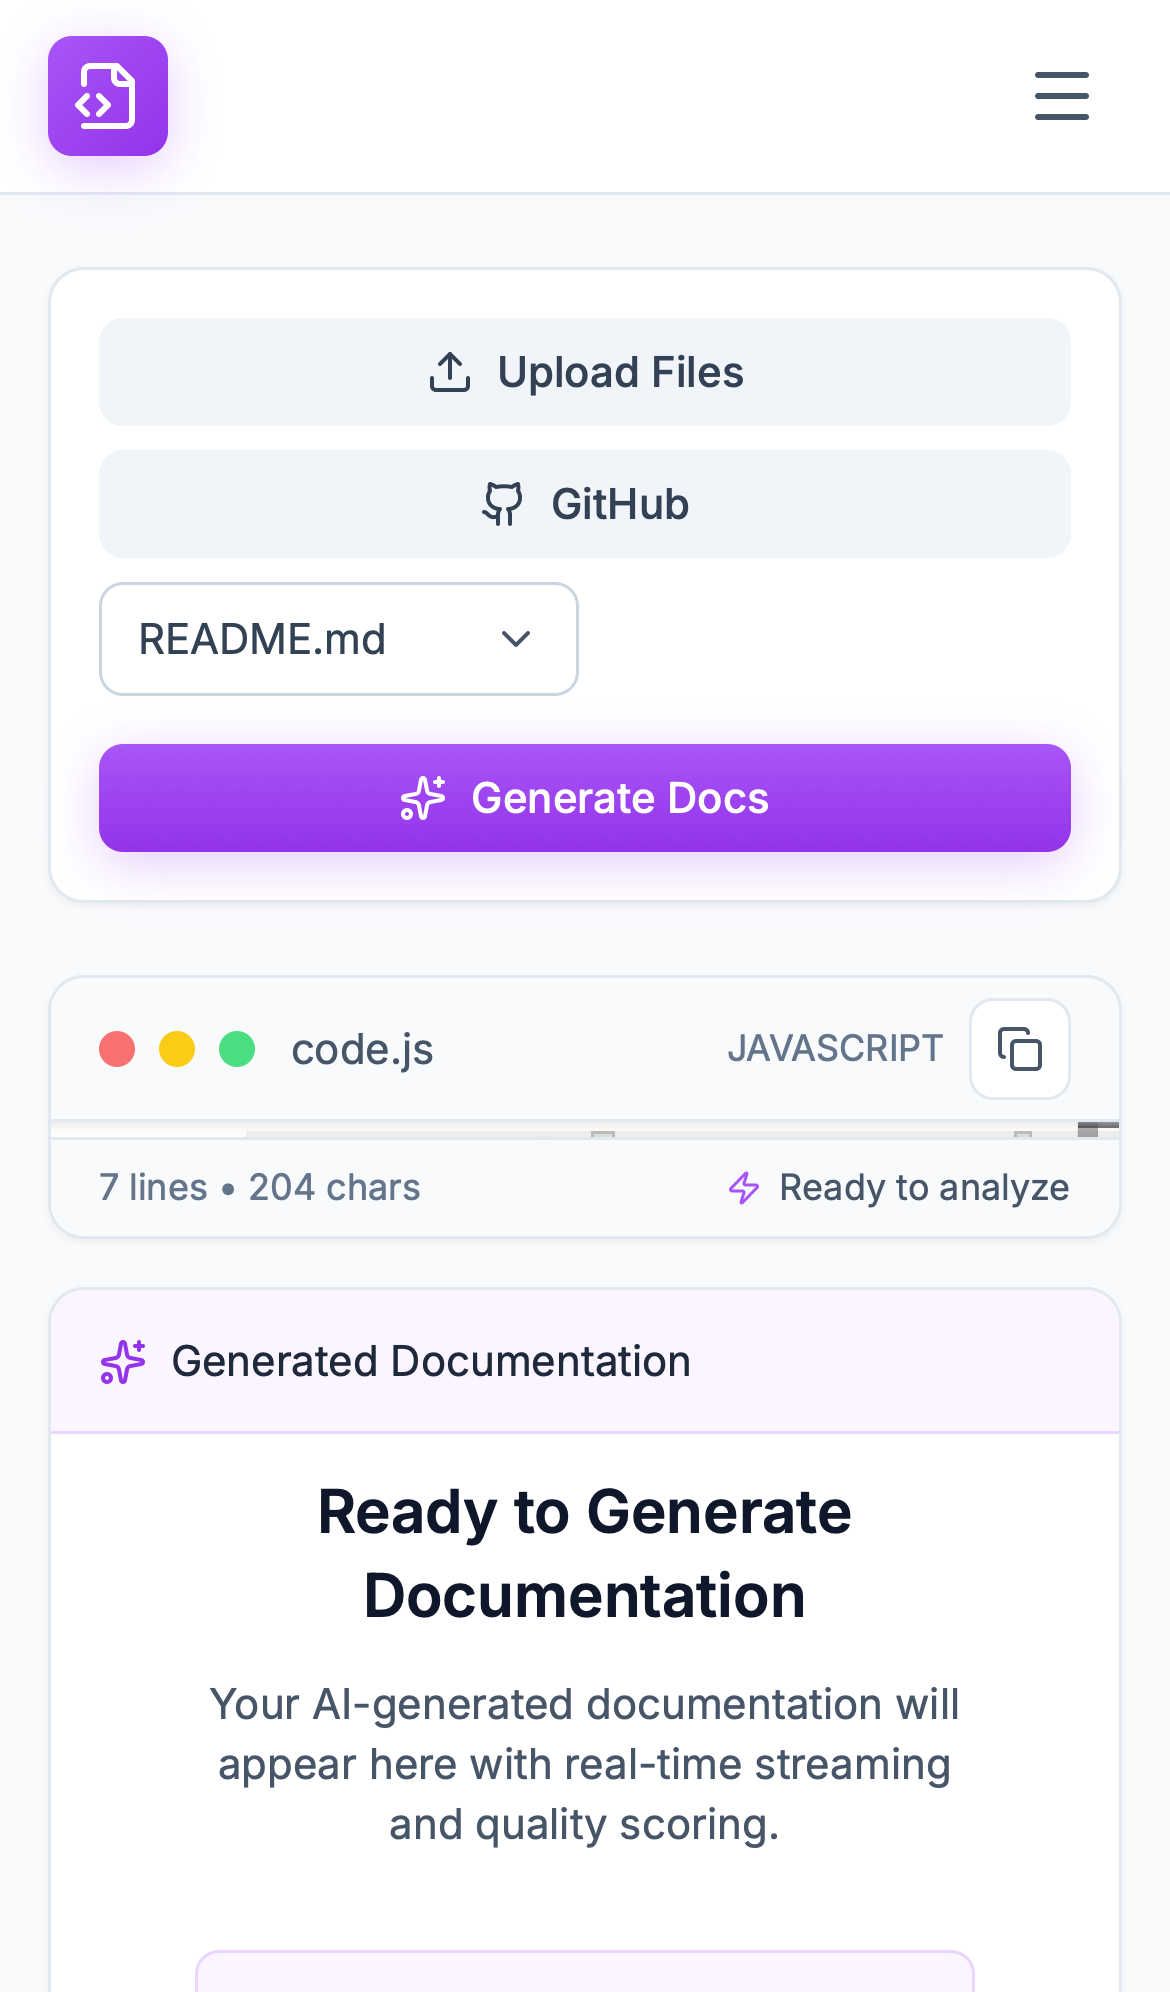 Upload Files
GitHub
README.md
Generate Docs
code.js
JAVASCRIPT
7 lines • 204 chars
Ready to analyze
Generated Documentation
Ready to Generate
Documentation
Your AI-generated documentation will
appear here with real-time streaming
and quality scoring.